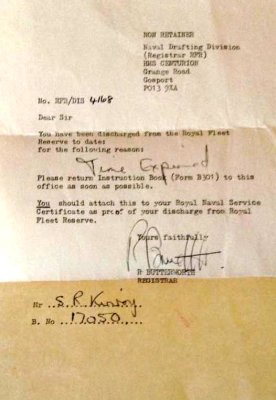 NON RETAINER
Naval Drafting Division
(Registrar RFR)
HMS CENTURION
Grange Road
Gosport
PO13 9XA
No. RFR/DIS 4168
Dear Sir
You have been discharged from the Royal Fleet
Reserve to date:
for the following reason:
Time Expired
Please return Instruction Book (Form B301) to this
office as soon as possible.
You should attach this to your Royal Naval Service
Certificate as proof of your discharge from Royal
Fleet Reserve.
Yours faithfully
R BUTTERWORTH
REGISTRAR
Mr S. R.
B. No 17050